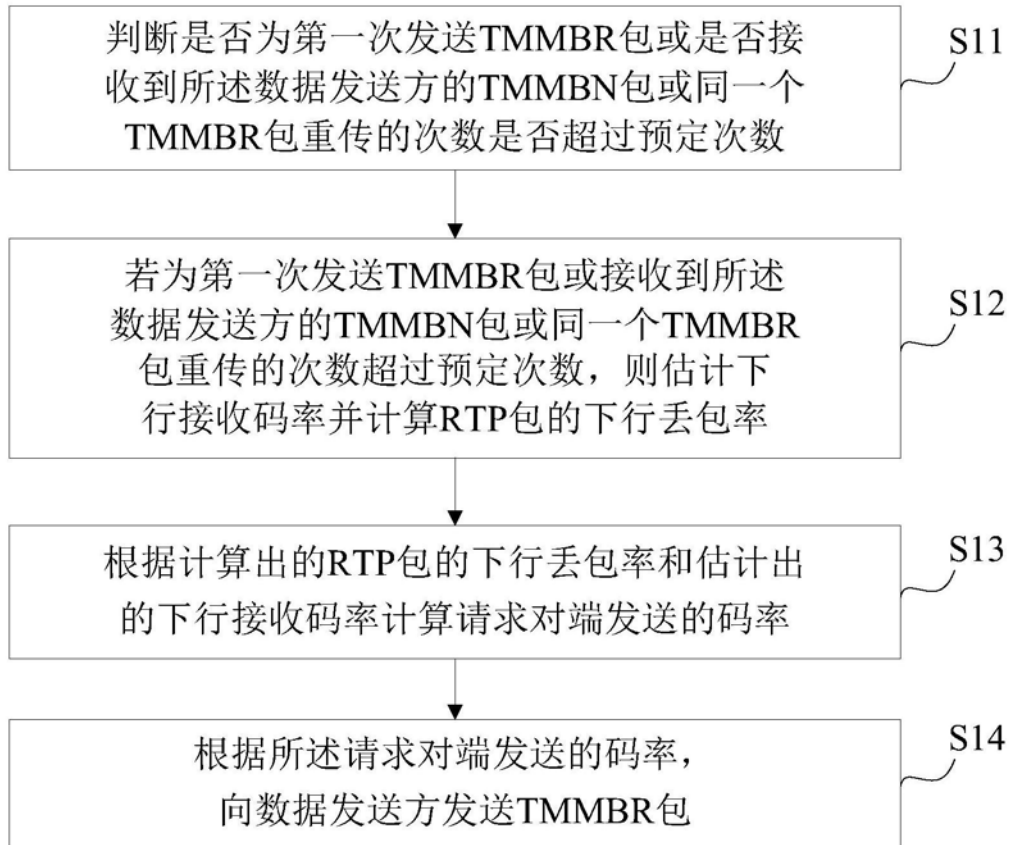 判断是否为第一次发送TMMBR包或是否接
收到所述数据发送方的TMMBN包或同一个
TMMBR包重传的次数是否超过预定次数
S11
若为第一次发送TMMBR包或接收到所述
数据发送方的TMMBN包或同一个TMMBR
包重传的次数超过预定次数，则估计下
行接收码率并计算RTP包的下行丢包率
S12
根据计算出的RTP包的下行丢包率和估计出
的下行接收码率计算请求对端发送的码率
S13
根据所述请求对端发送的码率，
向数据发送方发送TMMBR包
S14